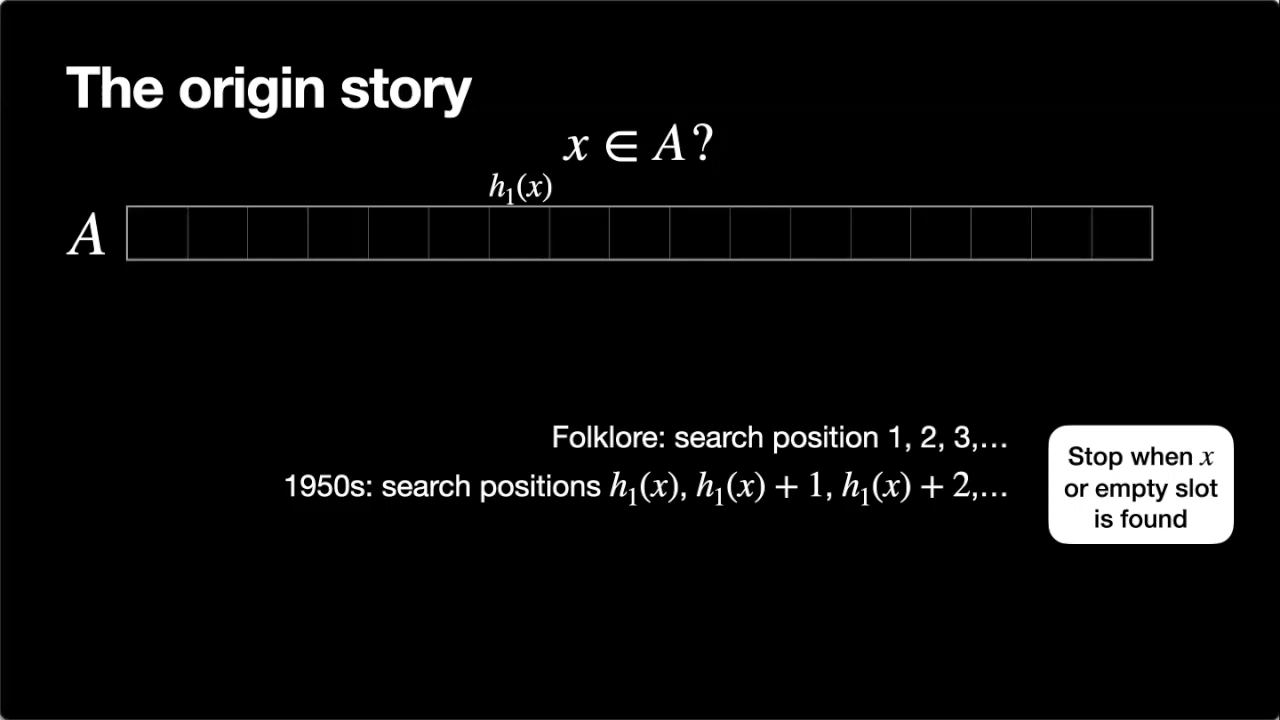 The origin story
x ∈ A?
h₁(x)
A
Folklore: search position 1, 2, 3,…
1950s: search positions h₁(x), h₁(x) + 1, h₁(x) + 2,…
Stop when x
or empty slot
is found